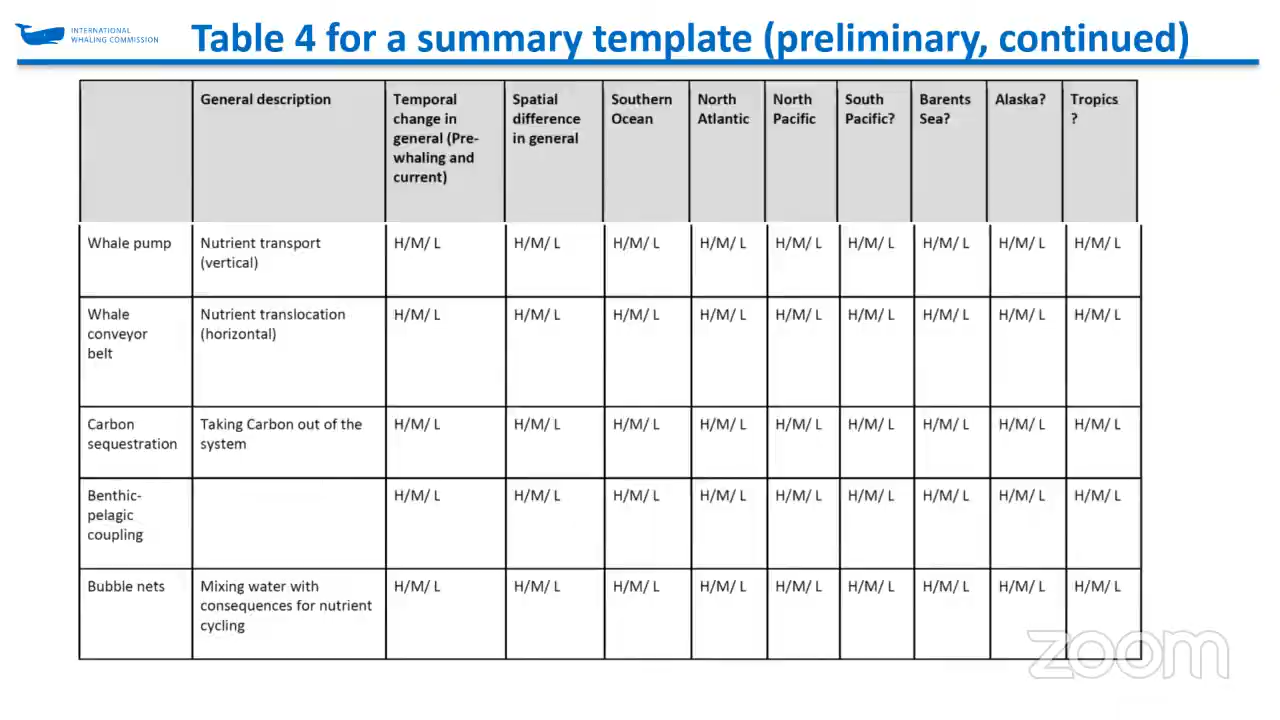 INTERNATIONAL
WHALING COMMISSION
Table 4 for a summary template (preliminary, continued)
General description
Temporal
change in
general (Pre-
whaling and
current)
Spatial
difference
in general
Southern
Ocean
North
Atlantic
North
Pacific
South
Pacific?
Barents
Sea?
Alaska?
Tropics
?
Whale pump
Nutrient transport
(vertical)
H/M/ L
H/M/ L
H/M/ L
H/M/ L
H/M/ L
H/M/ L
H/M/ L
H/M/ L
H/M/ L
Whale
conveyor
belt
Nutrient translocation
(horizontal)
H/M/ L
H/M/ L
H/M/ L
H/M/ L
H/M/ L
H/M/ L
H/M/ L
H/M/ L
H/M/ L
Carbon
sequestration
Taking Carbon out of the
system
H/M/ L
H/M/ L
H/M/ L
H/M/ L
H/M/ L
H/M/ L
H/M/ L
H/M/ L
H/M/ L
Benthic-
pelagic
coupling
H/M/ L
H/M/ L
H/M/ L
H/M/ L
H/M/ L
H/M/ L
H/M/ L
H/M/ L
H/M/ L
Bubble nets
Mixing water with
consequences for nutrient
cycling
H/M/ L
H/M/ L
H/M/ L
H/M/ L
H/M/ L
H/M/ L
H/M/ L
H/M/ L
H/M/ L
zoom